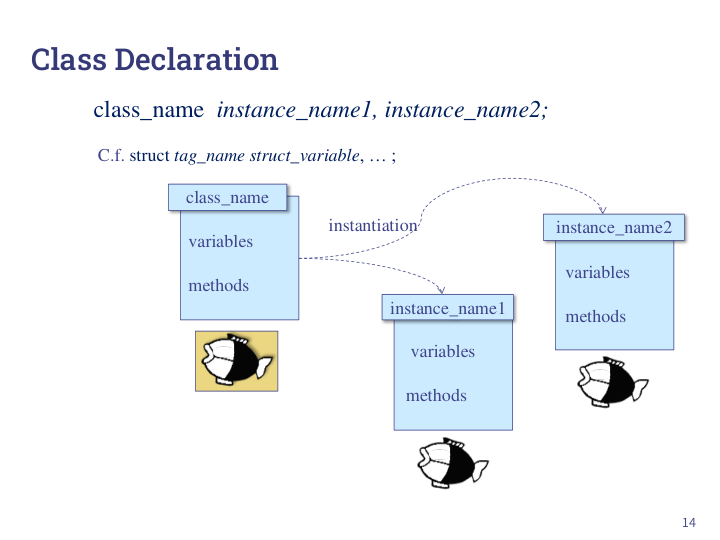 Class Declaration
class_name instance_name1, instance_name2;
C.f. struct tag_name struct_variable, … ;
class_name
variables
methods
instantiation
instance_name1
variables
methods
instance_name2
variables
methods
14